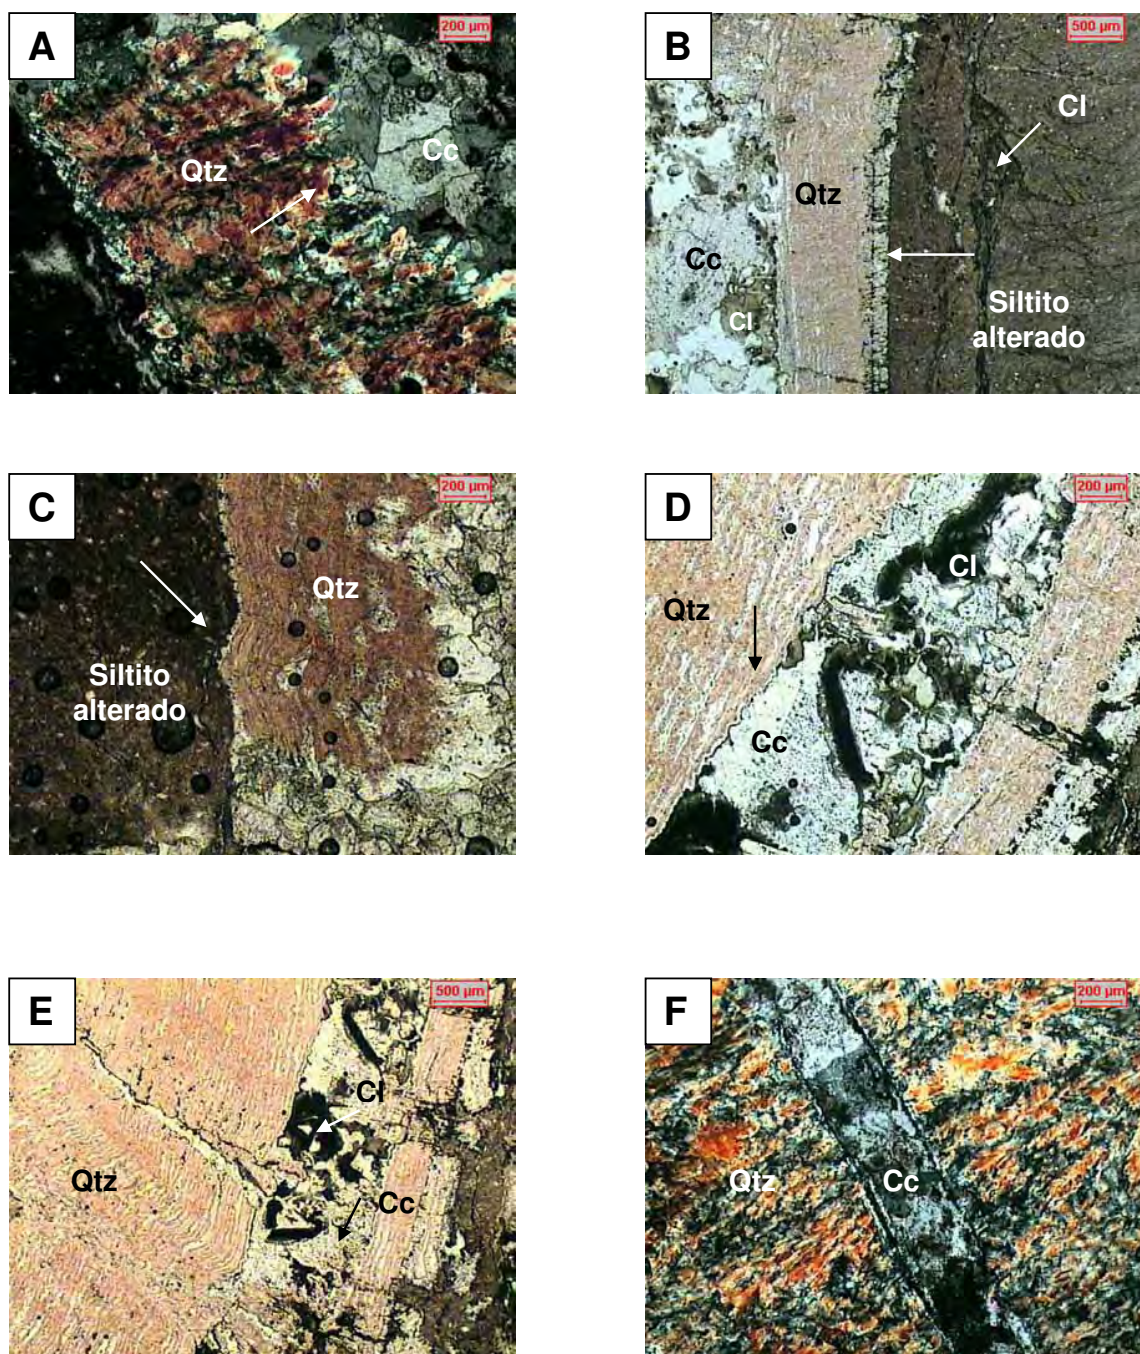 A
200 µm
Qtz
Cc
B
500 µm
Cl
Qtz
Cc
Cl
Siltito
alterado
C
200 µm
Qtz
Siltito
alterado
D
200 µm
Cl
Qtz
Cc
E
500 µm
Cl
Qtz
Cc
F
200 µm
Qtz
Cc